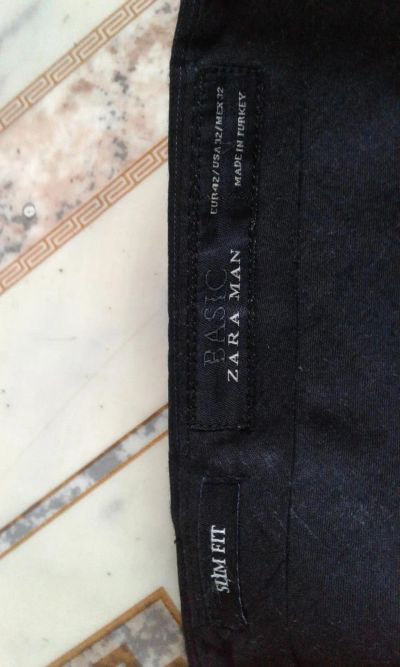 BASIC
ZARA MAN
EUR 42/USA 32/MEX 32
MADE IN TURKEY
SLIM FIT